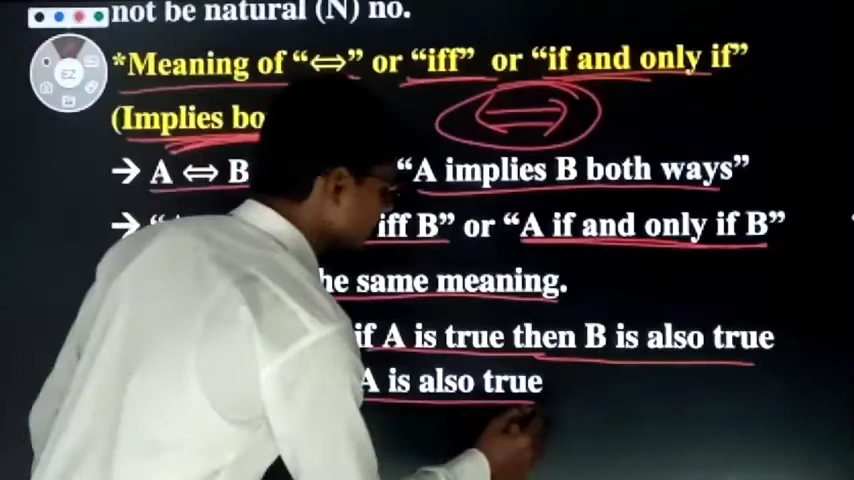 not be natural (N) no.
EZ
*Meaning of “⇔” or “iff” or “if and only if”
(Implies bo
→ A ⇔ B “A implies B both ways”
→ “ iff B” or “A if and only if B”
he same meaning.
if A is true then B is also true
A is also true